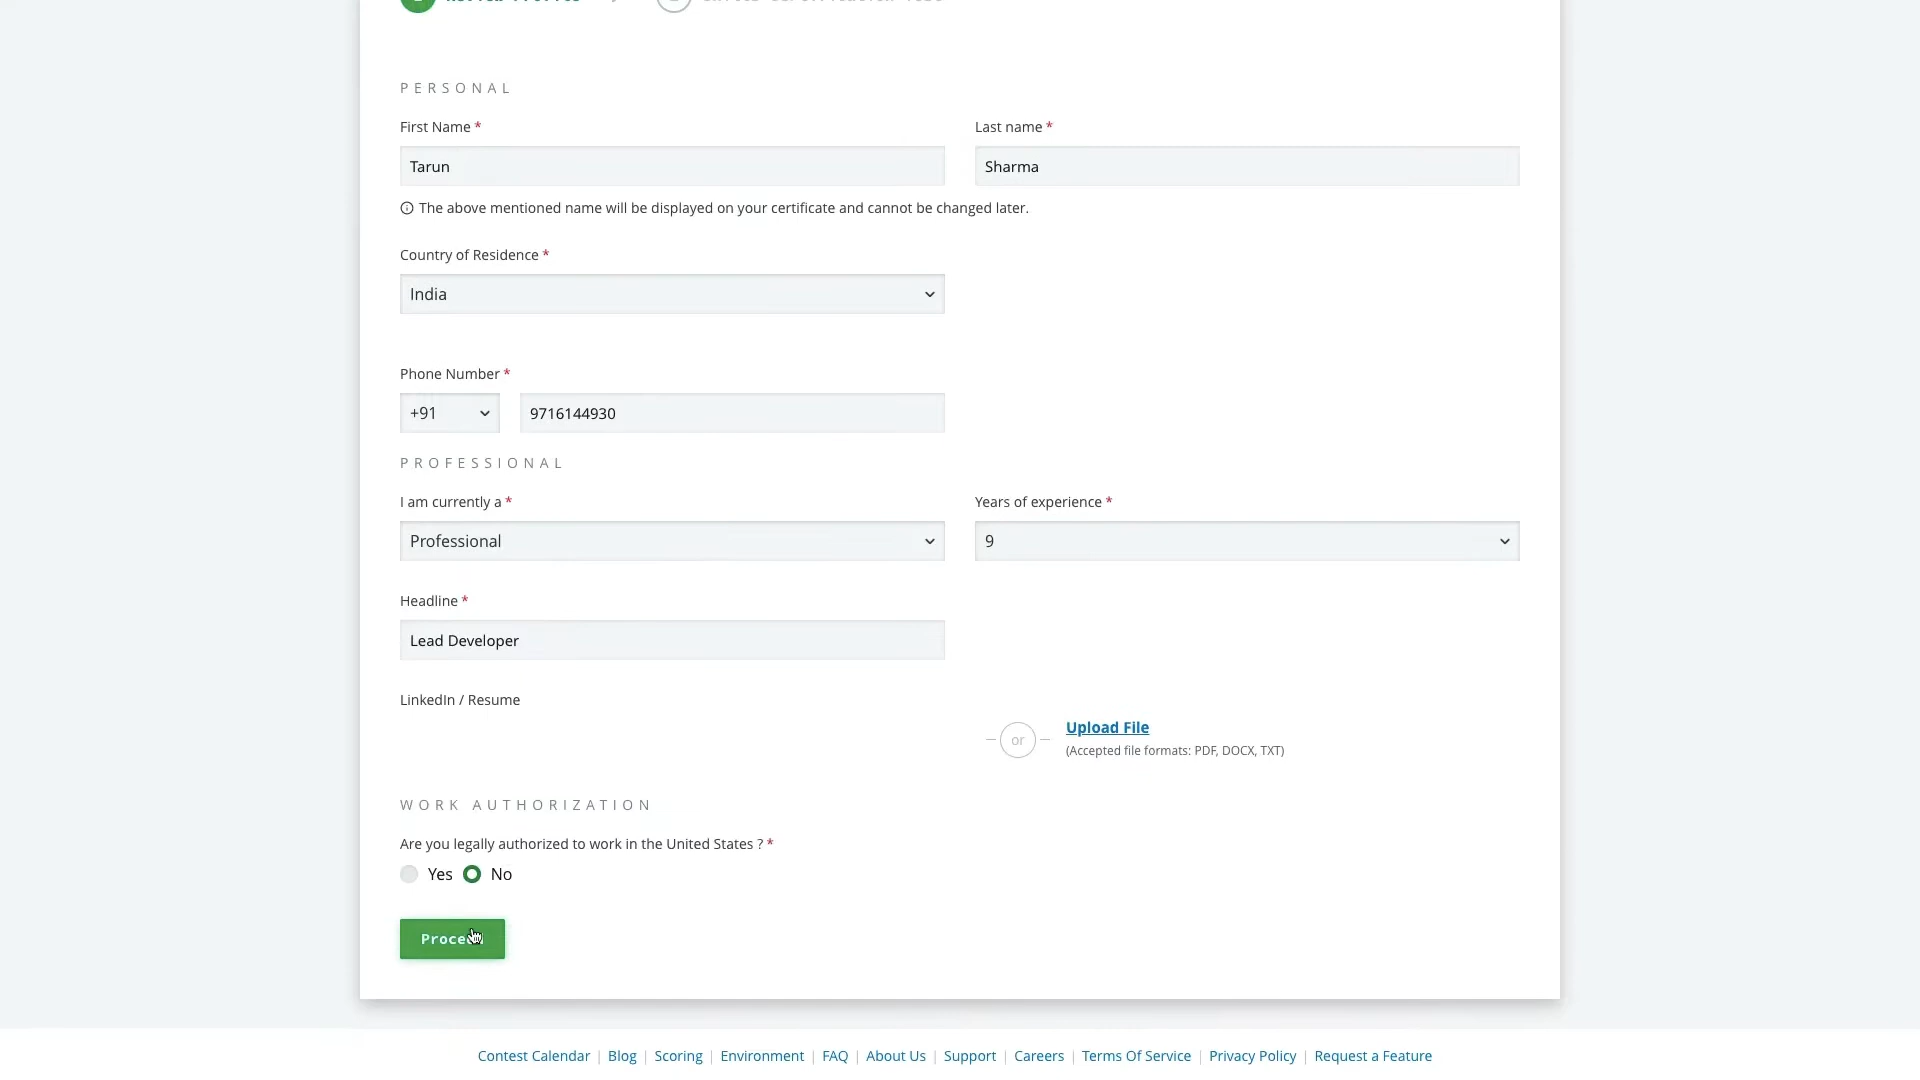 PERSONAL
First Name *
Last name *
Tarun
Sharma
The above mentioned name will be displayed on your certificate and cannot be changed later.
Country of Residence *
India
Phone Number *
+91
9716144930
PROFESSIONAL
I am currently a *
Years of experience *
Professional
9
Headline *
Lead Developer
LinkedIn / Resume
or
Upload File
(Accepted file formats: PDF, DOCX, TXT)
WORK AUTHORIZATION
Are you legally authorized to work in the United States ? *
Yes
No
Contest Calendar | Blog | Scoring | Environment | FAQ | About Us | Support | Careers | Terms Of Service | Privacy Policy | Request a Feature